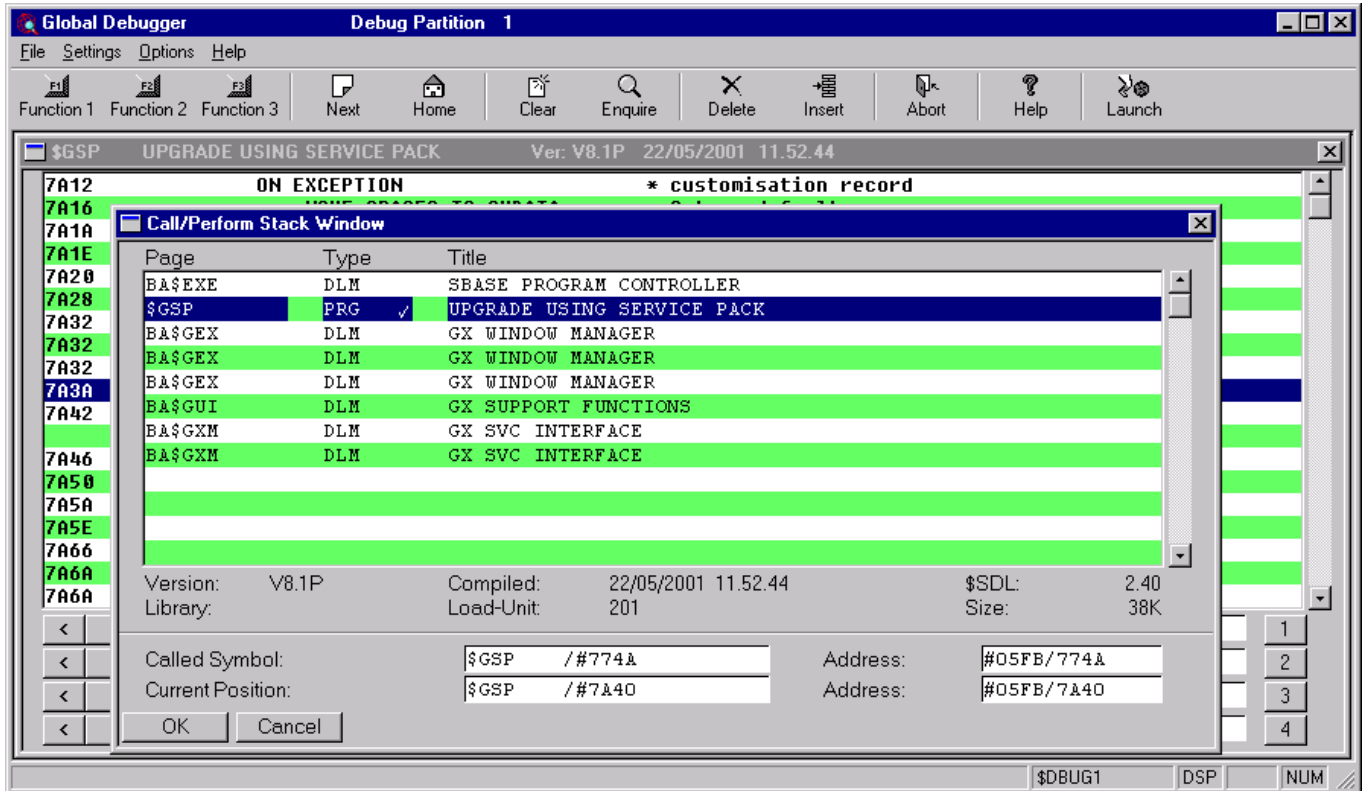 Global Debugger Debug Partition 1
File Settings Options Help
F1 F2 F3
Function 1 Function 2 Function 3 Next Home Clear Enquire Delete Insert Abort Help Launch
$GSP UPGRADE USING SERVICE PACK Ver: V8.1P 22/05/2001 11.52.44
7A12 ON EXCEPTION * customisation record
7A16
7A1A
7A1E
7A20
7A28
7A32
7A32
7A32
7A3A
7A42
7A46
7A50
7A5A
7A5E
7A66
7A6A
7A6A
Call/Perform Stack Window
Page Type Title
BA$EXE DLM SBASE PROGRAM CONTROLLER
$GSP PRG ✓ UPGRADE USING SERVICE PACK
BA$GEX DLM GX WINDOW MANAGER
BA$GEX DLM GX WINDOW MANAGER
BA$GEX DLM GX WINDOW MANAGER
BA$GUI DLM GX SUPPORT FUNCTIONS
BA$GXM DLM GX SVC INTERFACE
BA$GXM DLM GX SVC INTERFACE
Version: V8.1P Compiled: 22/05/2001 11.52.44 $SDL: 2.40
Library: Load-Unit: 201 Size: 38K
Called Symbol: $GSP /#774A Address: #05FB/774A
Current Position: $GSP /#7A40 Address: #05FB/7A40
OK Cancel
< 1
< 2
< 3
< 4
$DBUG1 DSP NUM